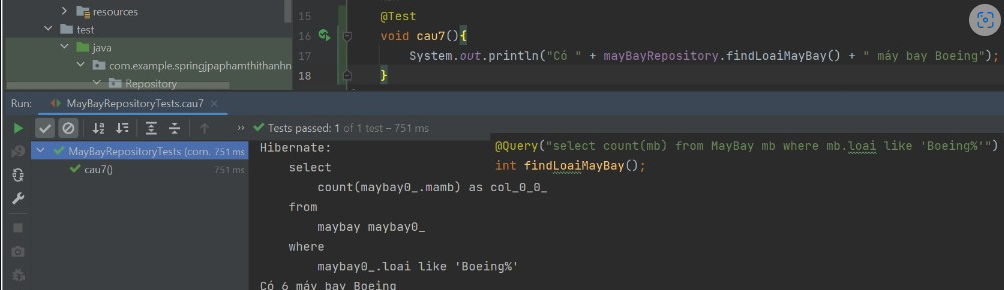 resources
test
java
com.example.springjpaphamthithanhn
Repository
15 @Test
16 void cau7(){
17 System.out.println("Có " + mayBayRepository.findLoaiMayBay() + " máy bay Boeing");
18 }
Run: MayBayRepositoryTests.cau7 ×
» Tests passed: 1 of 1 test – 751 ms
MayBayRepositoryTests (com. 751 ms
cau7() 751 ms
Hibernate:
select
count(maybay0_.mamb) as col_0_0_
from
maybay maybay0_
where
maybay0_.loai like 'Boeing%'
Có 6 máy bay Boeing
@Query("select count(mb) from MayBay mb where mb.loai like 'Boeing%'")
int findLoaiMayBay();